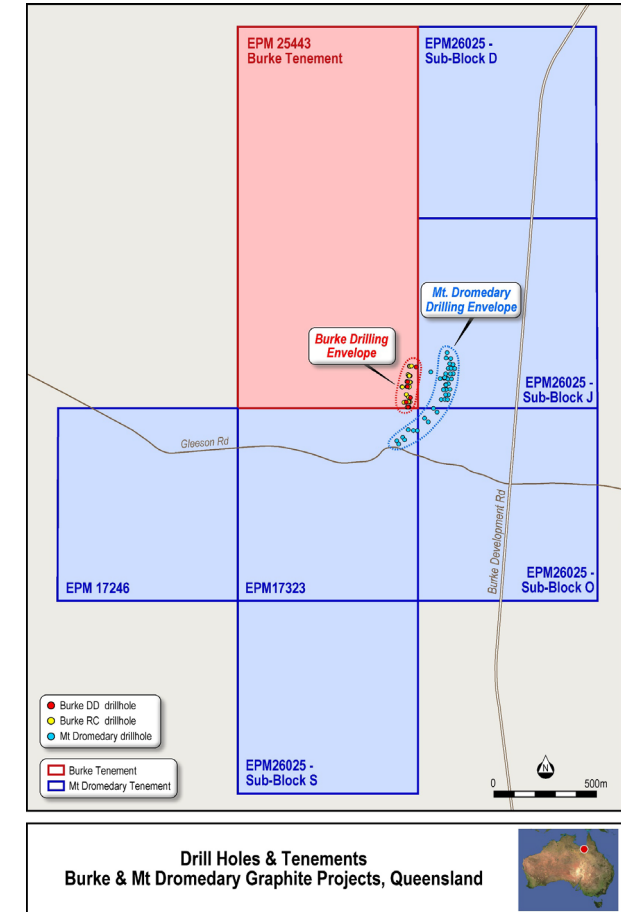 EPM 25443
Burke Tenement
EPM26025 -
Sub-Block D
Mt. Dromedary
Drilling Envelope
Burke Drilling
Envelope
EPM26025 -
Sub-Block J
Gleeson Rd
Burke Development Rd
EPM 17246
EPM17323
EPM26025 -
Sub-Block O
Burke DD drillhole
Burke RC drillhole
Mt Dromedary drillhole
Burke Tenement
Mt Dromedary Tenement
EPM26025 -
Sub-Block S
N
0 500m
Drill Holes & Tenements
Burke & Mt Dromedary Graphite Projects, Queensland